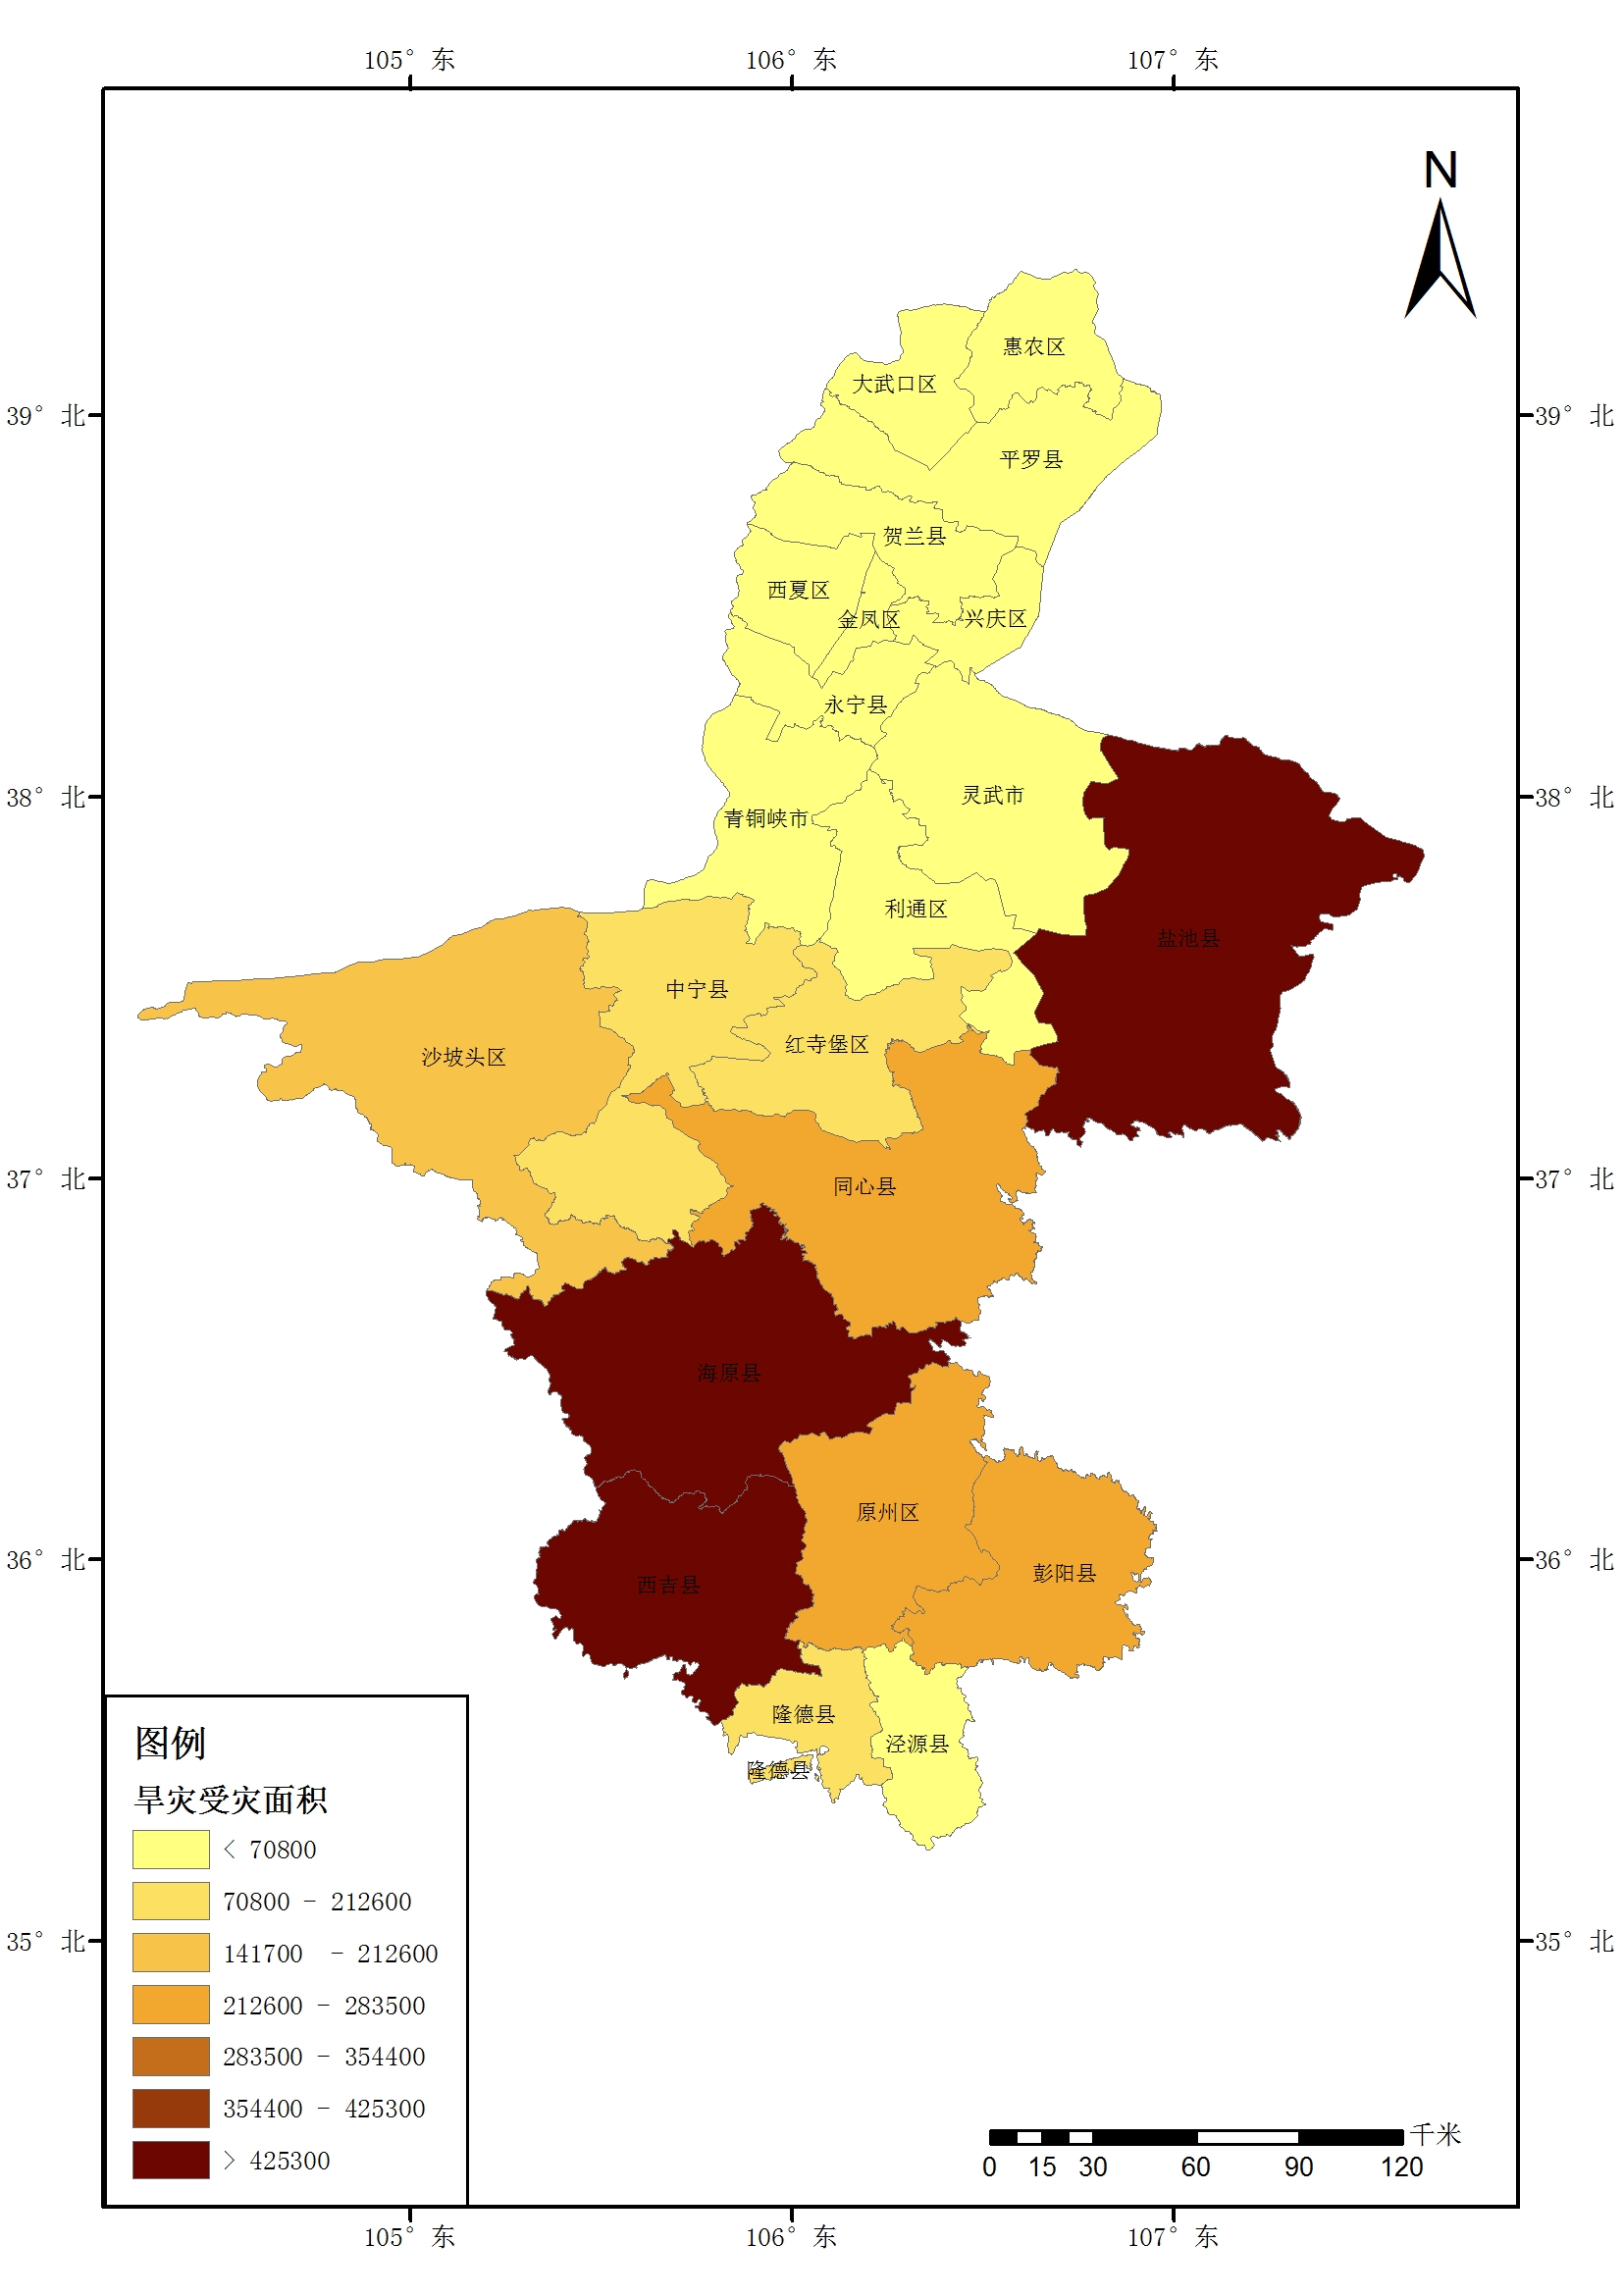 105° 东 106° 东 107° 东
N
惠农区
大武口区
39° 北 39° 北
平罗县
贺兰县
西夏区
金凤区 兴庆区
永宁县
38° 北 灵武市 38° 北
青铜峡市
利通区
盐池县
中宁县
红寺堡区
沙坡头区
37° 北 同心县 37° 北
海原县
原州区
36° 北 36° 北
彭阳县
西吉县
隆德县
泾源县
隆德县
图例
旱灾受灾面积
< 70800
70800 - 212600
35° 北 35° 北
141700 - 212600
212600 - 283500
283500 - 354400
354400 - 425300
> 425300
千米
0 15 30 60 90 120
105° 东 106° 东 107° 东